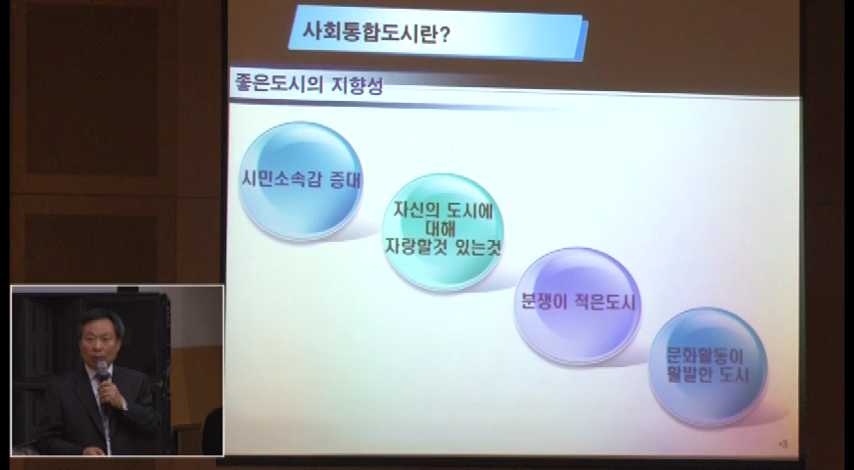 사회통합도시란?
좋은도시의 지향성
시민소속감 증대
자신의 도시에
대해
자랑할것 있는것
분쟁이 적은도시
문화활동이
활발한 도시